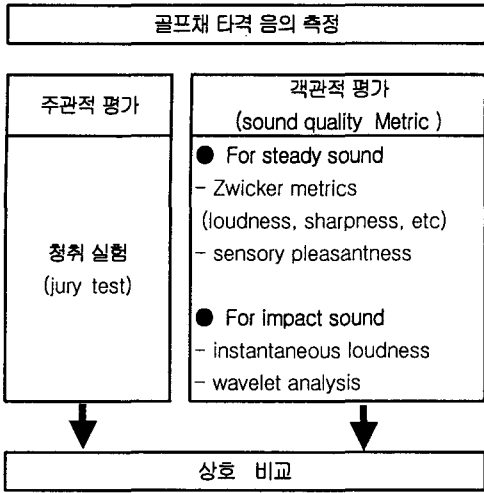 골프채 타격 음의 측정
주관적 평가
청취 실험
(jury test)
객관적 평가
(sound quality Metric )
● For steady sound
- Zwicker metrics
(loudness, sharpness, etc)
- sensory pleasantness
● For impact sound
- instantaneous loudness
- wavelet analysis
상호 비교